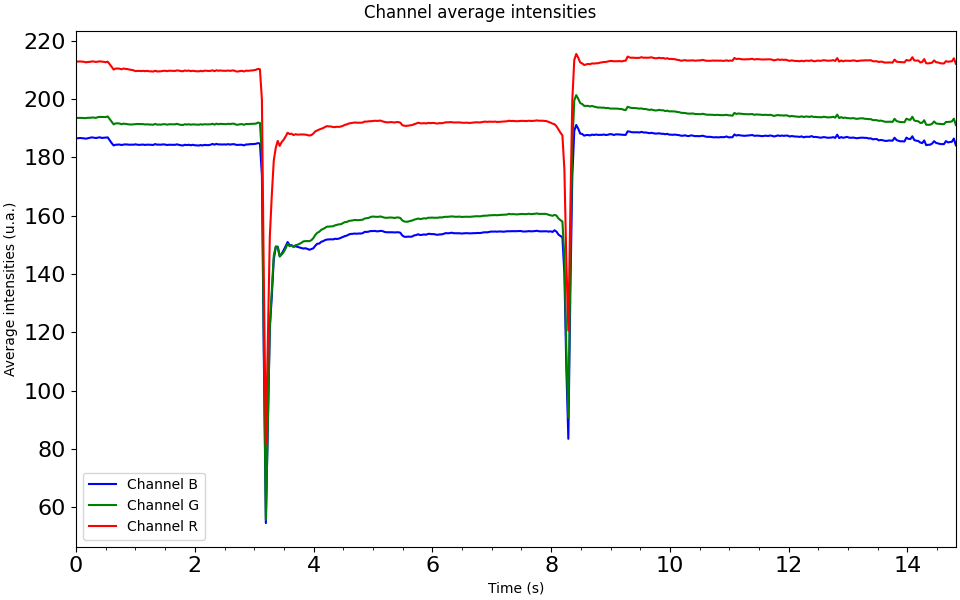 Channel average intensities
220
200
180
160
140
120
100
80
60
Average intensities (u.a.)
Channel B
Channel G
Channel R
0 2 4 6 8 10 12 14
Time (s)